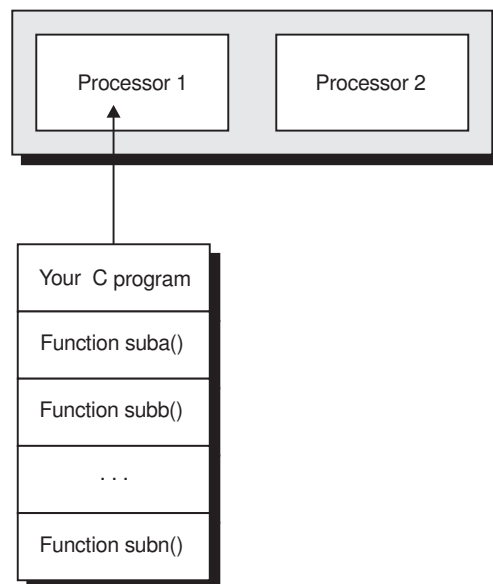 Processor 1
Processor 2
Your C program
Function suba()
Function subb()
. . .
Function subn()